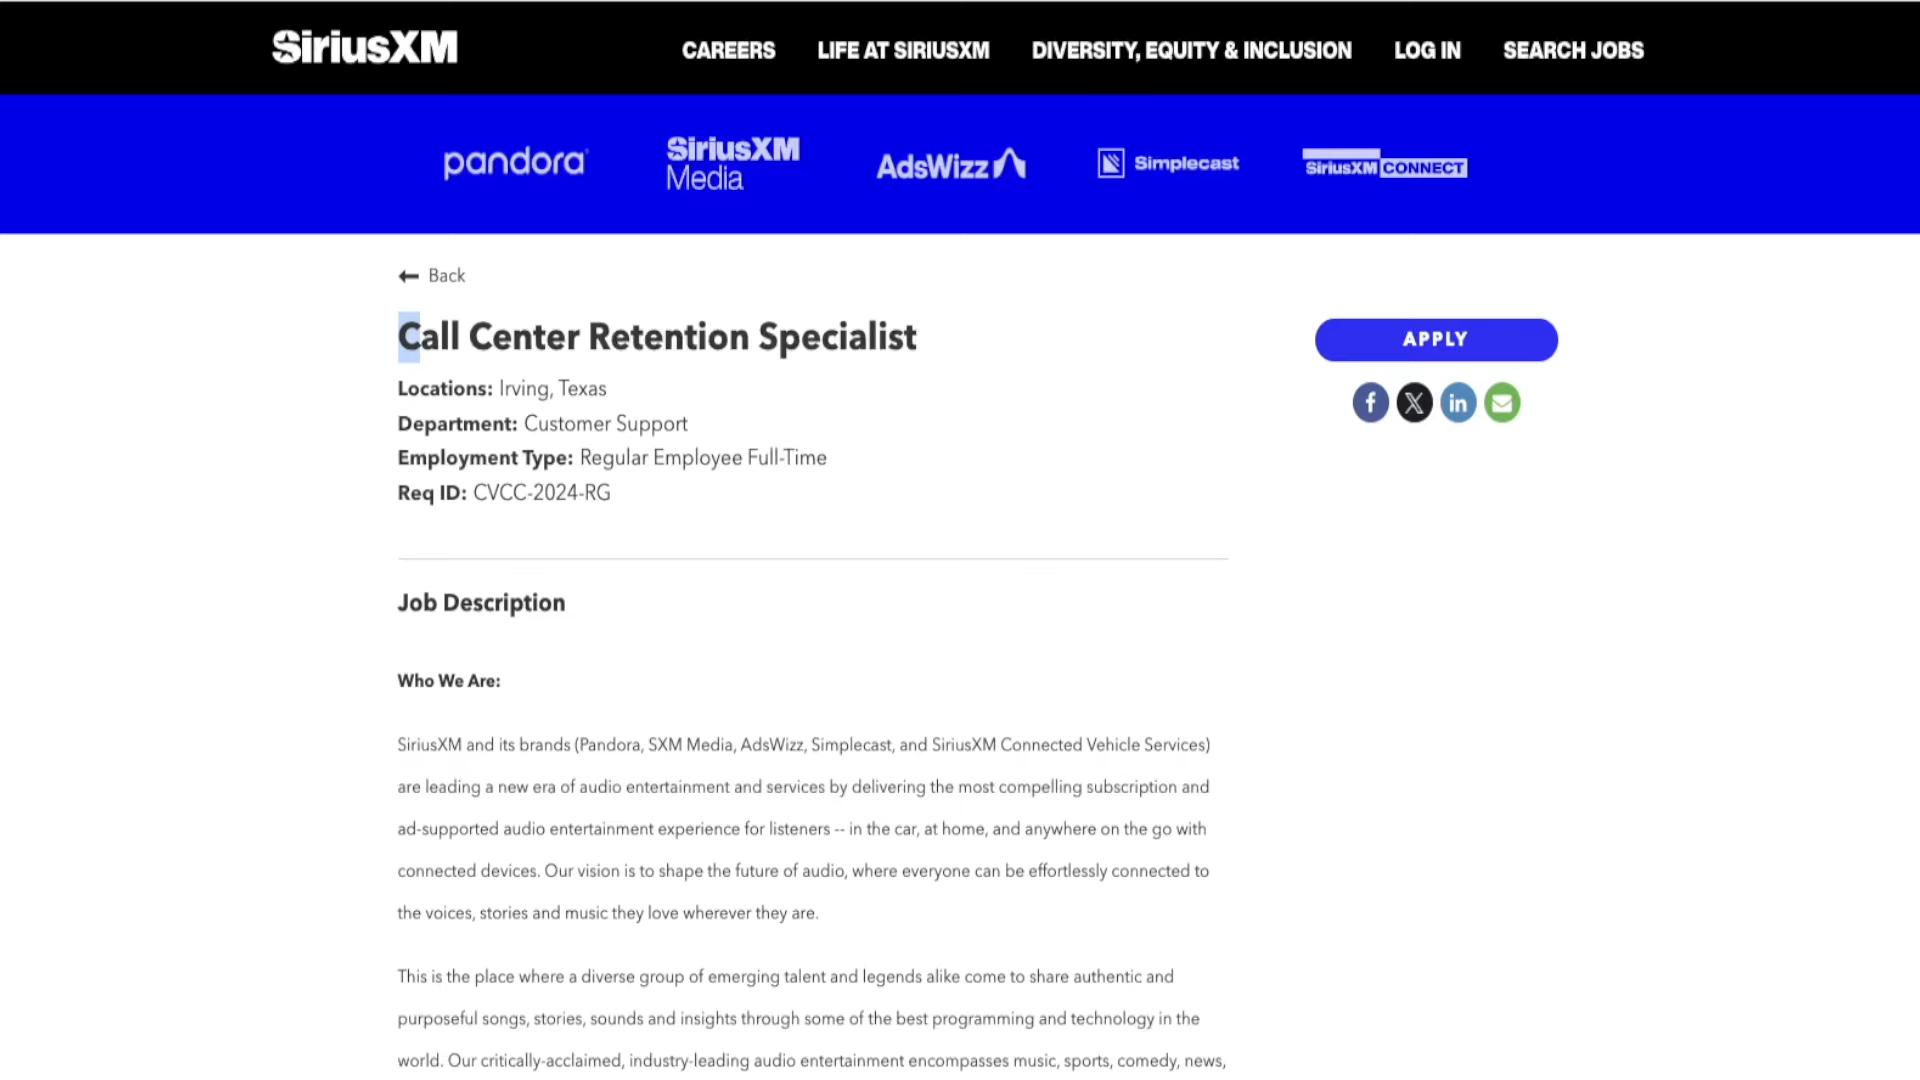 SiriusXM
CAREERS LIFE AT SIRIUSXM DIVERSITY, EQUITY & INCLUSION LOG IN SEARCH JOBS
pandora SiriusXM Media AdsWizz Simplecast SiriusXM CONNECT
Back
Call Center Retention Specialist
APPLY
Locations: Irving, Texas
Department: Customer Support
Employment Type: Regular Employee Full-Time
Req ID: CVCC-2024-RG
Job Description
Who We Are:
SiriusXM and its brands (Pandora, SXM Media, AdsWizz, Simplecast, and SiriusXM Connected Vehicle Services)
are leading a new era of audio entertainment and services by delivering the most compelling subscription and
ad-supported audio entertainment experience for listeners -- in the car, at home, and anywhere on the go with
connected devices. Our vision is to shape the future of audio, where everyone can be effortlessly connected to
the voices, stories and music they love wherever they are.
This is the place where a diverse group of emerging talent and legends alike come to share authentic and
purposeful songs, stories, sounds and insights through some of the best programming and technology in the
world. Our critically-acclaimed, industry-leading audio entertainment encompasses music, sports, comedy, news,